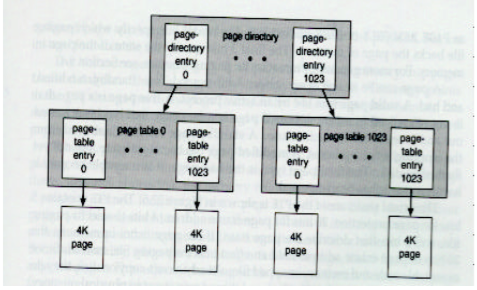 page directory
page-
directory
entry
0
• • •
page-
directory
entry
1023
page table 0
page-
table
entry
0
• • •
page-
table
entry
1023
page table 1023
page-
table
entry
0
• • •
page-
table
entry
1023
4K
page
4K
page
4K
page
4K
page